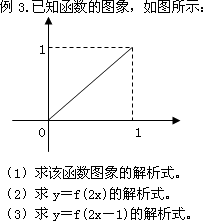 例 3.已知函数的图象，如图所示：
1
0
1
（1）求该函数图象的解析式。
（2）求 y＝f(2x)的解析式。
（3）求 y＝f(2x－1)的解析式。